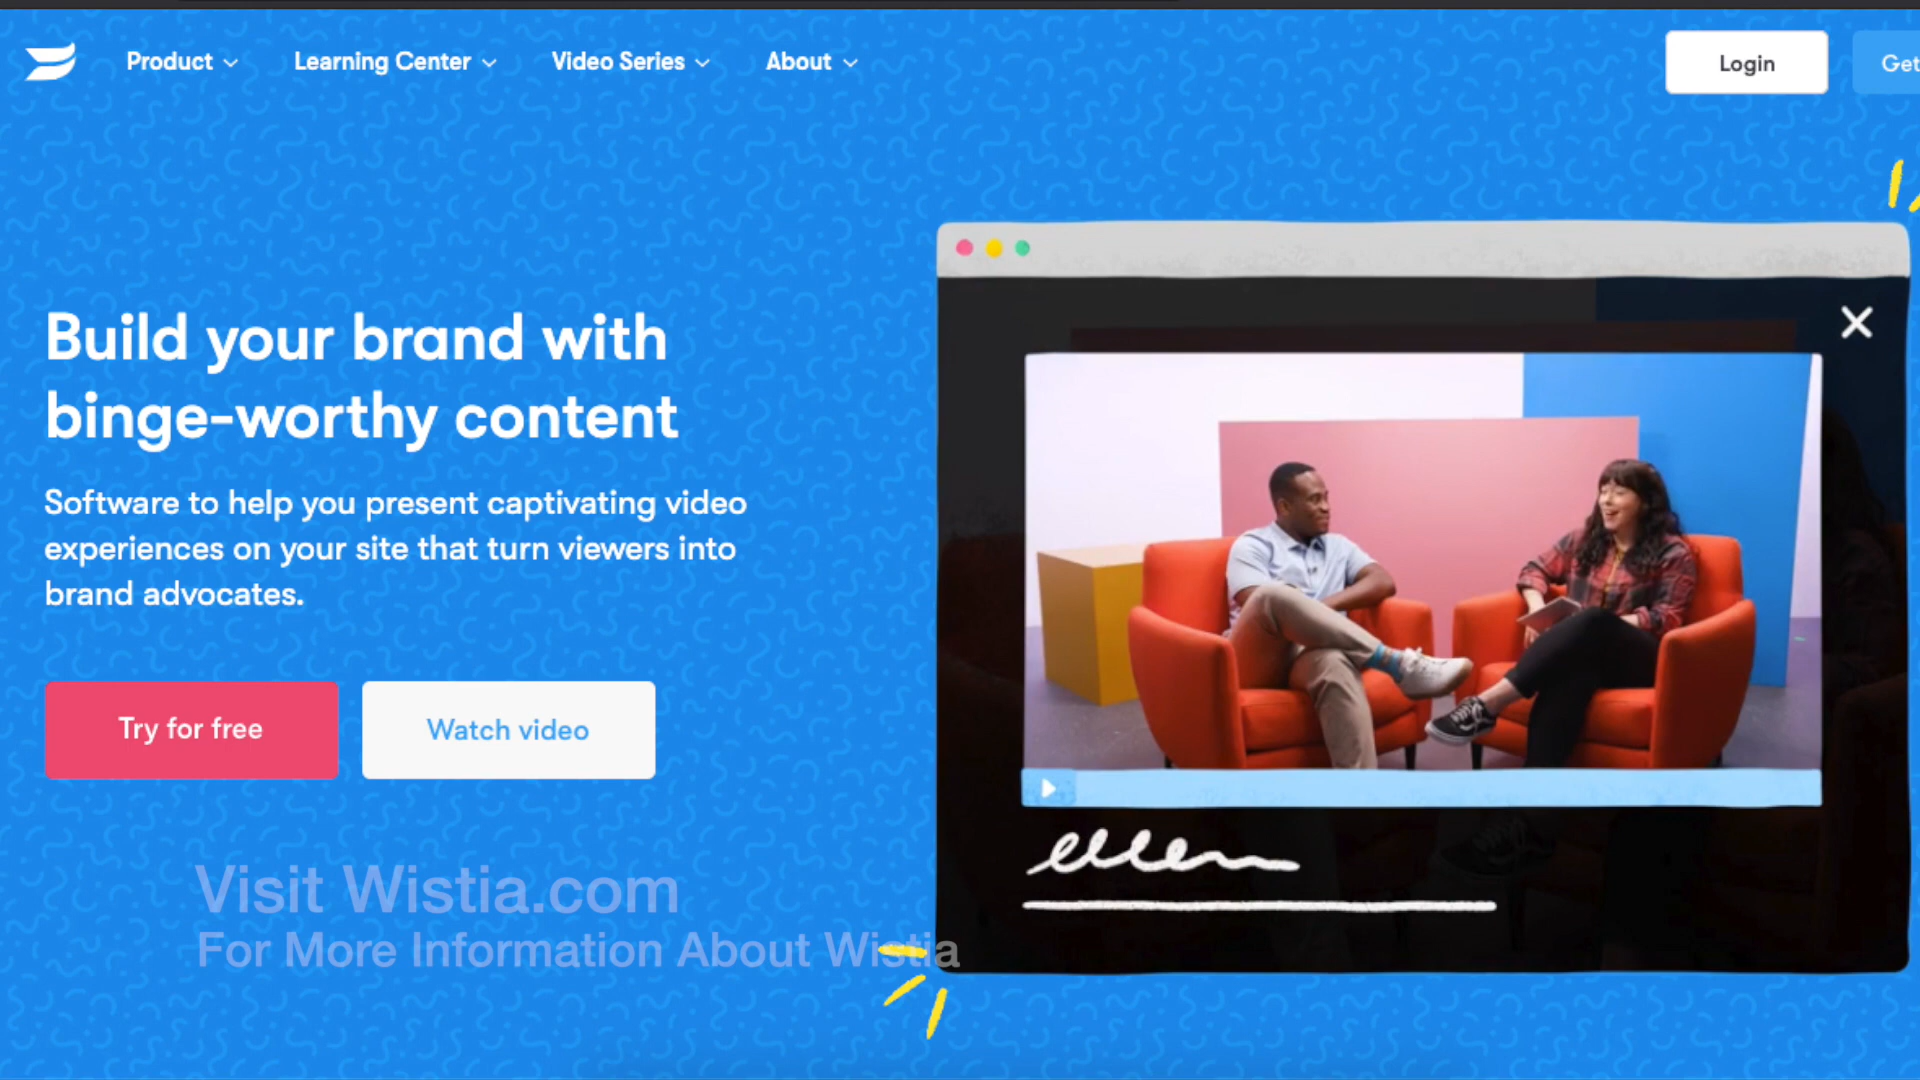 Product
Learning Center
Video Series
About
Login
Get
Build your brand with
binge-worthy content
Software to help you present captivating video
experiences on your site that turn viewers into
brand advocates.
Try for free
Watch video
Visit Wistia.com
For More Information About Wistia